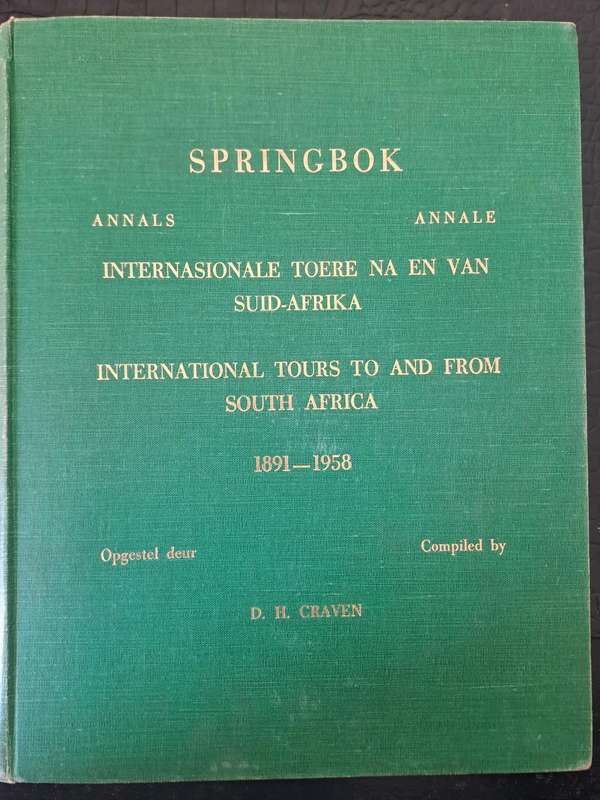 SPRINGBOK
ANNALS ANNALE
INTERNASIONALE TOERE NA EN VAN
SUID-AFRIKA
INTERNATIONAL TOURS TO AND FROM
SOUTH AFRICA
1891—1958
Opgestel deur Compiled by
D. H. CRAVEN